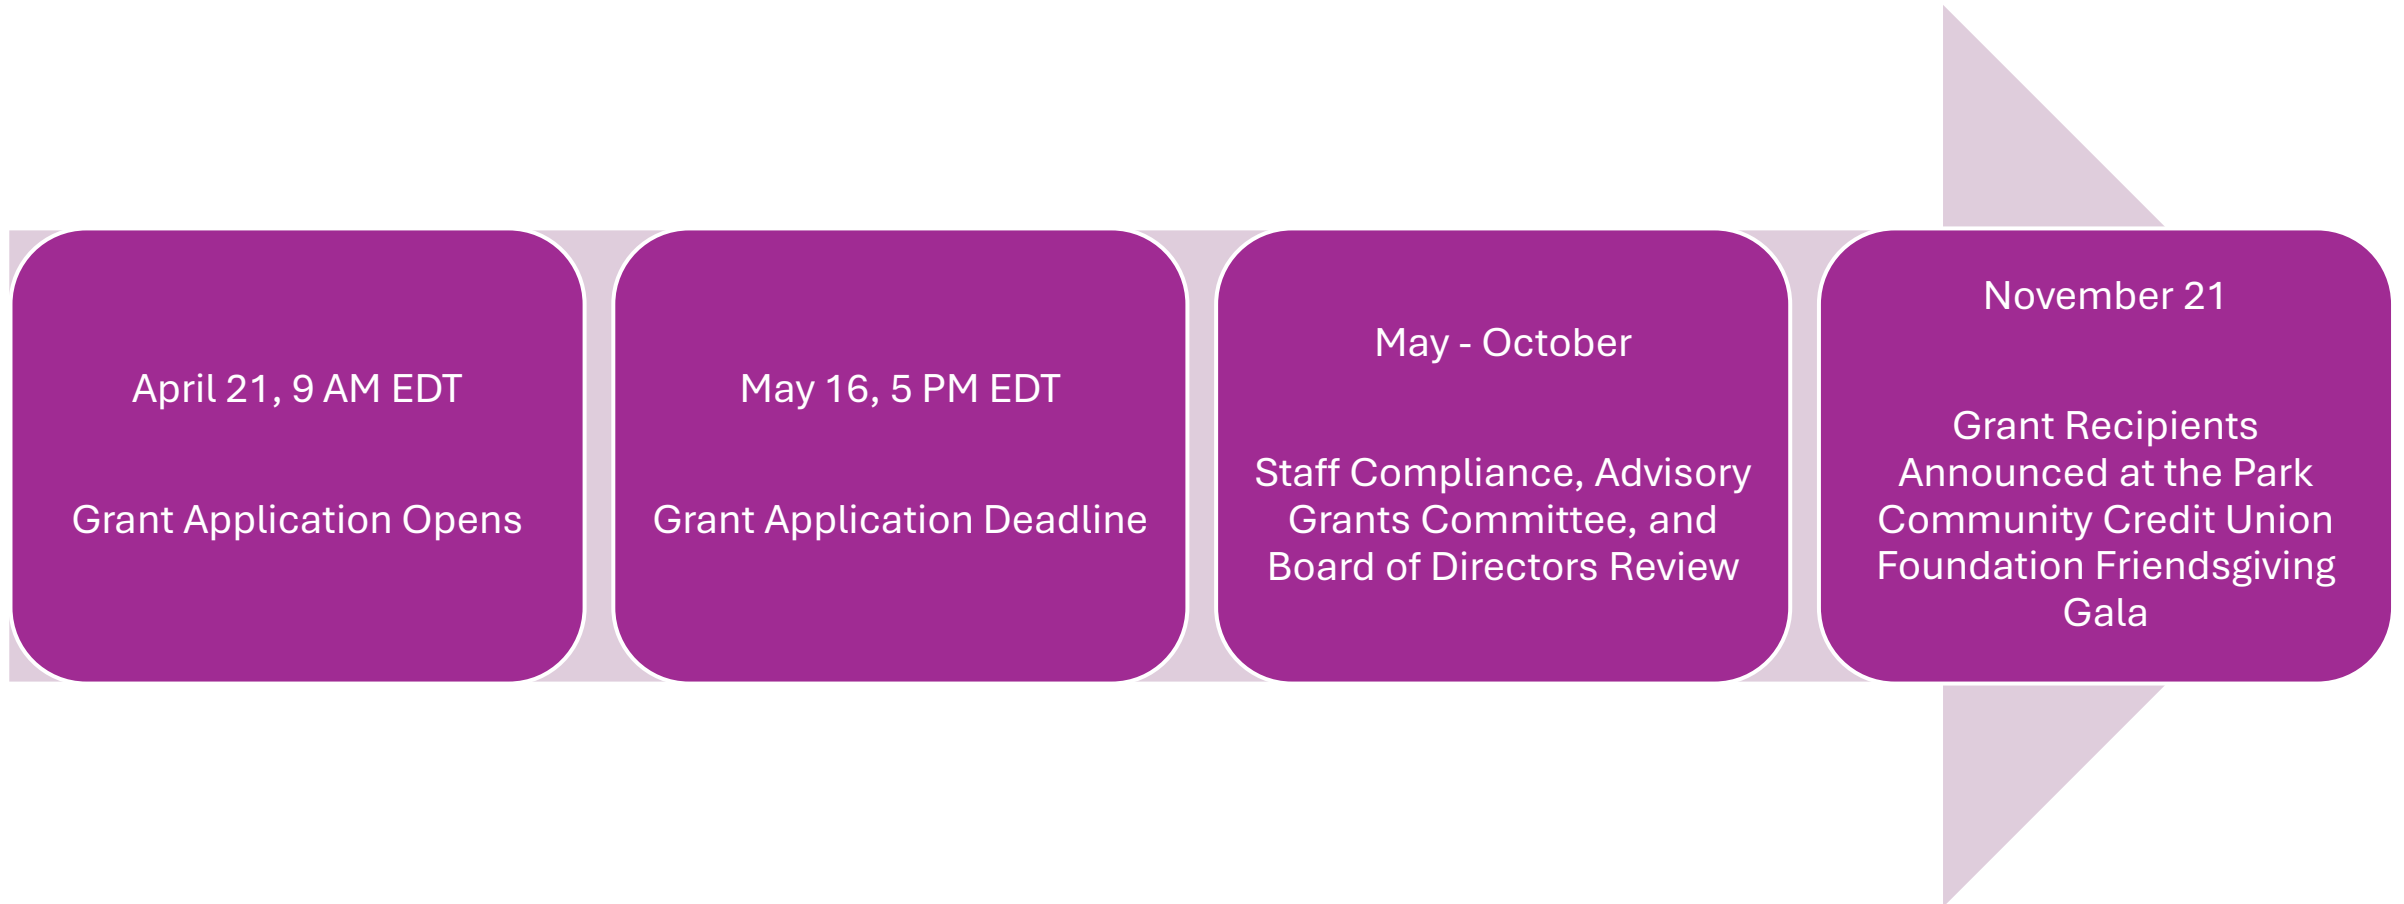 April 21, 9 AM EDT
Grant Application Opens
May 16, 5 PM EDT
Grant Application Deadline
May - October
Staff Compliance, Advisory
Grants Committee, and
Board of Directors Review
November 21
Grant Recipients
Announced at the Park
Community Credit Union
Foundation Friendsgiving
Gala